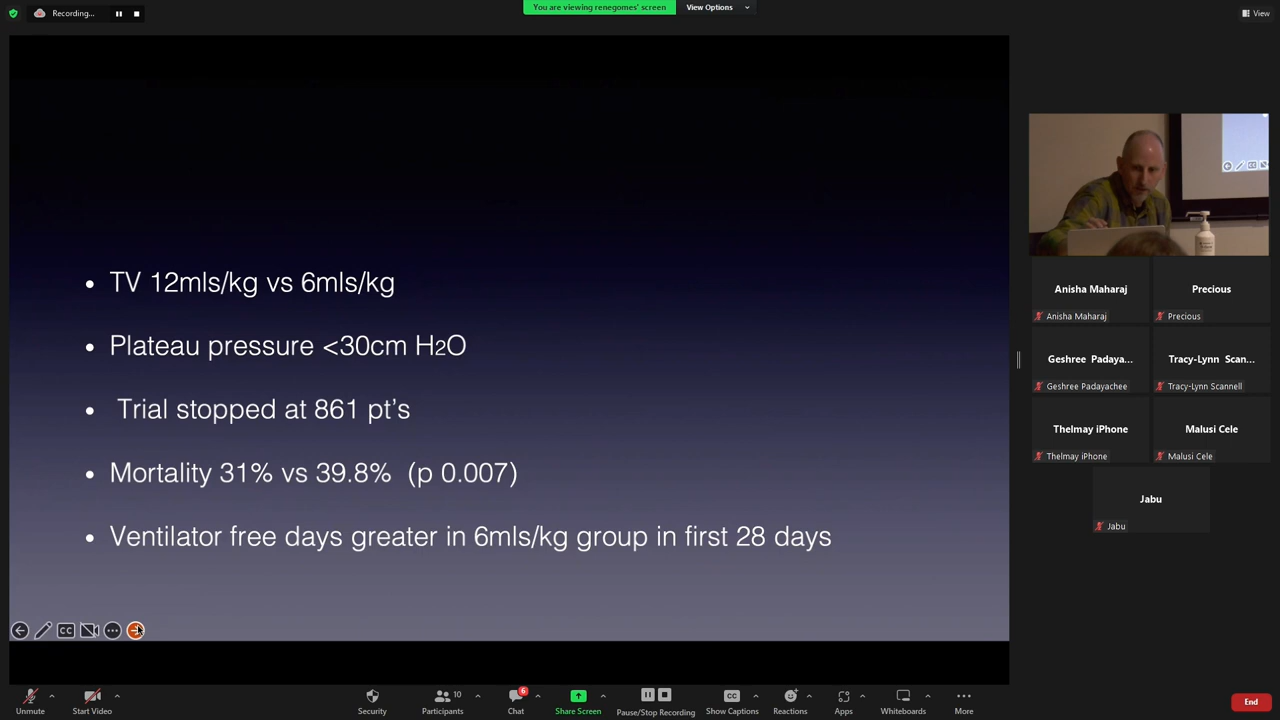 Recording...
You are viewing renegomes' screen
View Options
View
• TV 12mls/kg vs 6mls/kg
• Plateau pressure <30cm H2O
• Trial stopped at 861 pt's
• Mortality 31% vs 39.8% (p 0.007)
• Ventilator free days greater in 6mls/kg group in first 28 days
CC
Anisha Maharaj
Anisha Maharaj
Precious
Precious
Geshree Padaya...
Geshree Padayachee
Tracy-Lynn Scan...
Tracy-Lynn Scannell
Thelmay iPhone
Thelmay iPhone
Malusi Cele
Malusi Cele
Jabu
Jabu
Unmute
Start Video
Security
10
Participants
6
Chat
Share Screen
Pause/Stop Recording
CC
Show Captions
Reactions
Apps
Whiteboards
More
End